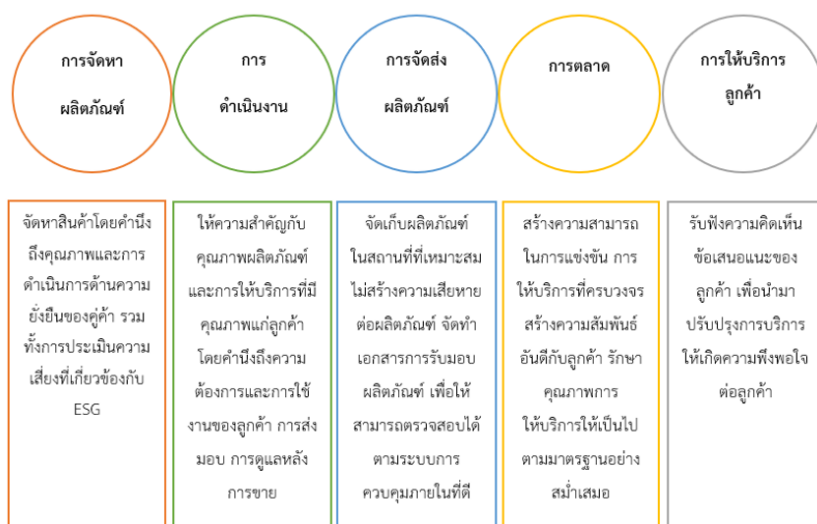 การจัดหา
ผลิตภัณฑ์
การ
ดำเนินงาน
การจัดส่ง
ผลิตภัณฑ์
การตลาด
การให้บริการ
ลูกค้า
จัดหาสินค้าโดยคำนึง
ถึงคุณภาพและการ
ดำเนินการด้านความ
ยั่งยืนของคู่ค้า รวม
ทั้งการประเมินความ
เสี่ยงที่เกี่ยวข้องกับ
ESG
ให้ความสำคัญกับ
คุณภาพผลิตภัณฑ์
และการให้บริการที่มี
คุณภาพแก่ลูกค้า
โดยคำนึงถึงความ
ต้องการและการใช้
งานของลูกค้า การส่ง
มอบ การดูแลหลัง
การขาย
จัดเก็บผลิตภัณฑ์
ในสถานที่ที่เหมาะสม
ไม่สร้างความเสียหาย
ต่อผลิตภัณฑ์ จัดทำ
เอกสารการรับมอบ
ผลิตภัณฑ์ เพื่อให้
สามารถตรวจสอบได้
ตามระบบการ
ควบคุมภายในที่ดี
สร้างความสามารถ
ในการแข่งขัน การ
ให้บริการที่ครบวงจร
สร้างความสัมพันธ์
อันดีกับลูกค้า รักษา
คุณภาพการ
ให้บริการให้เป็นไป
ตามมาตรฐานอย่าง
สม่ำเสมอ
รับฟังความคิดเห็น
ข้อเสนอแนะของ
ลูกค้า เพื่อนำมา
ปรับปรุงการบริการ
ให้เกิดความพึงพอใจ
ต่อลูกค้า